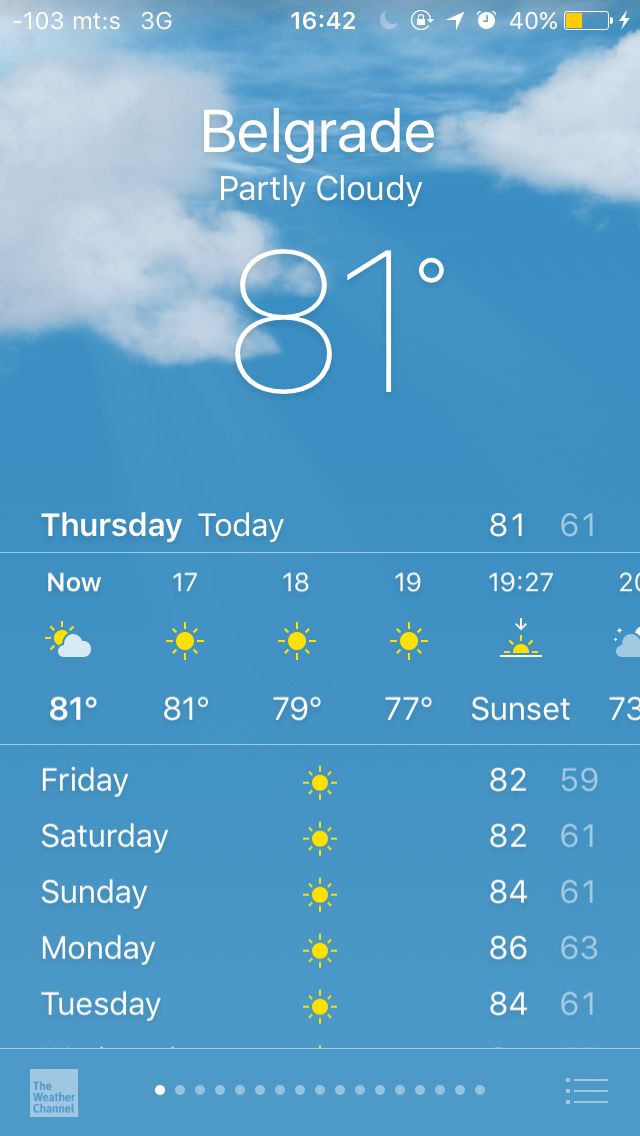 -103 mt:s 3G 16:42 40%
Belgrade
Partly Cloudy
81°
Thursday Today 81 61
Now 17 18 19 19:27
81° 81° 79° 77° Sunset 73
Friday 82 59
Saturday 82 61
Sunday 84 61
Monday 86 63
Tuesday 84 61
The
Weather
Channel